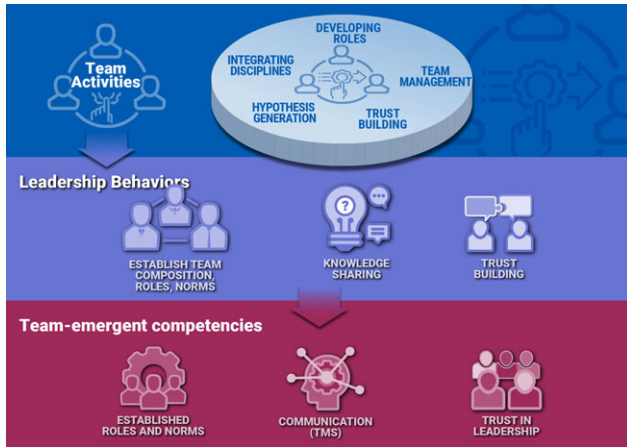 Team
Activities
DEVELOPING
ROLES
INTEGRATING
DISCIPLINES
TEAM
MANAGEMENT
HYPOTHESIS
GENERATION
TRUST
BUILDING
Leadership Behaviors
?
ESTABLISH TEAM
COMPOSITION,
ROLES, NORMS
KNOWLEDGE
SHARING
TRUST
BUILDING
Team-emergent competencies
ESTABLISHED
ROLES AND NORMS
COMMUNICATION
(TMS)
TRUST IN
LEADERSHIP